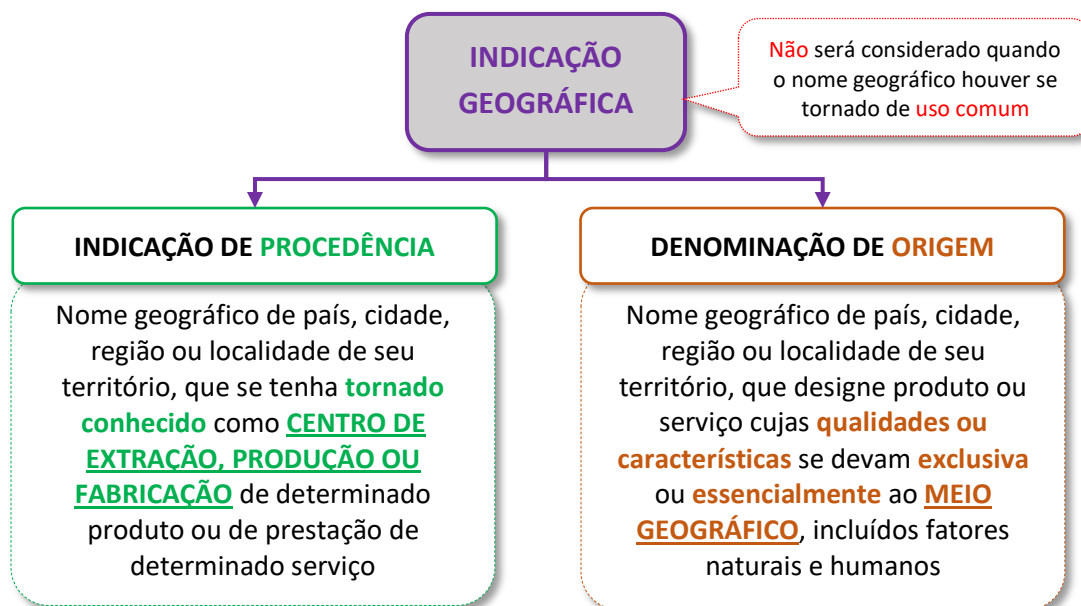 INDICAÇÃO
GEOGRÁFICA
Não será considerado quando
o nome geográfico houver se
tornado de uso comum
INDICAÇÃO DE PROCEDÊNCIA
Nome geográfico de país, cidade,
região ou localidade de seu
território, que se tenha tornado
conhecido como CENTRO DE
EXTRAÇÃO, PRODUÇÃO OU
FABRICAÇÃO de determinado
produto ou de prestação de
determinado serviço
DENOMINAÇÃO DE ORIGEM
Nome geográfico de país, cidade,
região ou localidade de seu
território, que designe produto ou
serviço cujas qualidades ou
características se devam exclusiva
ou essencialmente ao MEIO
GEOGRÁFICO, incluídos fatores
naturais e humanos